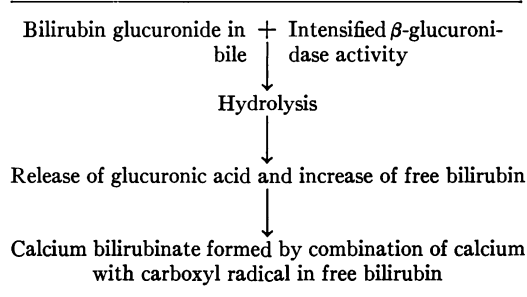 Bilirubin glucuronide in + Intensified β-glucuroni-
bile dase activity
Hydrolysis
Release of glucuronic acid and increase of free bilirubin
Calcium bilirubinate formed by combination of calcium
with carboxyl radical in free bilirubin